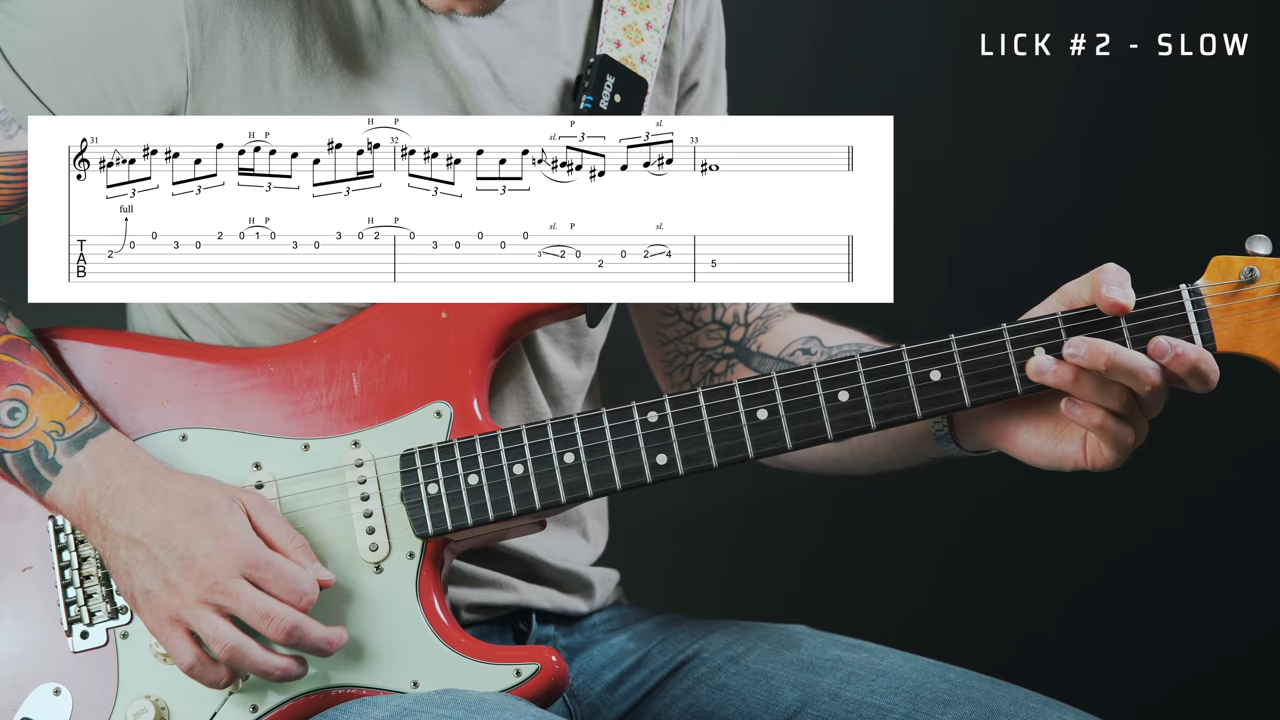 LICK #2 - SLOW
RØDE
H P
31 H P 32 sl. 3 3 sl. 33
3 3 3 3 3 3
full
H P H P sl. P sl.
0 0 2 0 1 0 3 0 2 0 0 0
T 0 3 0 3 0 3 0 0
A 2 3 2 0 0 2 4
B 2 5